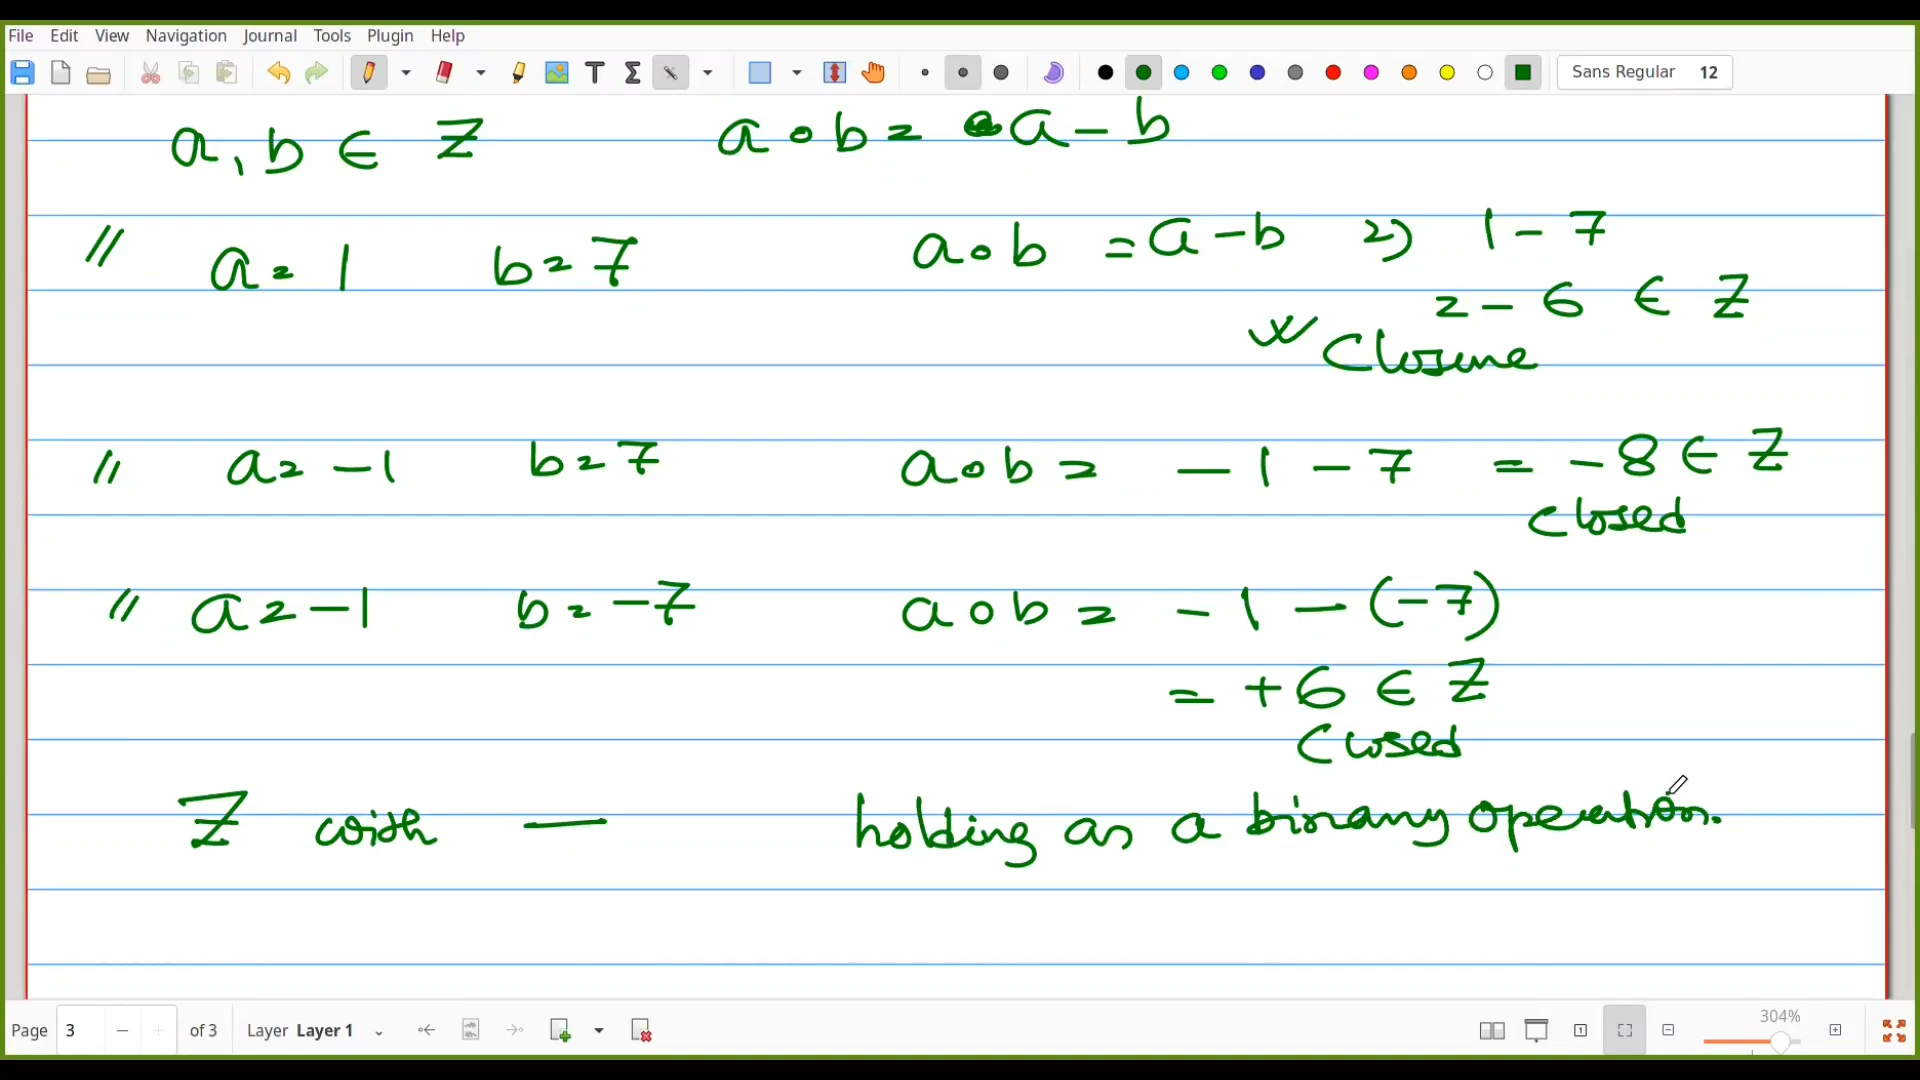 File Edit View Navigation Journal Tools Plugin Help
Sans Regular 12
a, b ∈ Z a ∘ b = a − b
// a = 1 b = 7 a ∘ b = a − b ⇒ 1 − 7
= − 6 ∈ Z
Closure
// a = −1 b = 7 a ∘ b = − 1 − 7 = − 8 ∈ Z
closed
// a = −1 b = −7 a ∘ b = − 1 − (−7)
= + 6 ∈ Z
Closed
Z with — holding as a binary operation.
Page 3 of 3 Layer Layer 1 304%